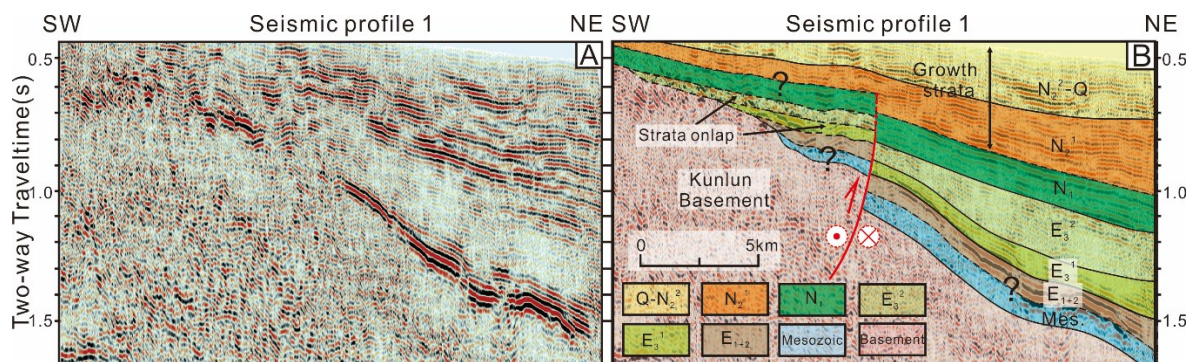 SW Seismic profile 1 NE
SW Seismic profile 1 NE
A
B
Two-way Traveltime(s)
0.5
1.0
1.5
0.5
1.0
1.5
?
Growth
strata
N₂²-Q
Strata onlap
N₂¹
?
Kunlun
Basement
N₁
E₃²
0 5km
E₃¹
E₁₊₂
?
Mes.
Q-N₂²
N₂¹
N₁
E₃²
E₃¹
E₁₊₂
Mesozoic
Basement